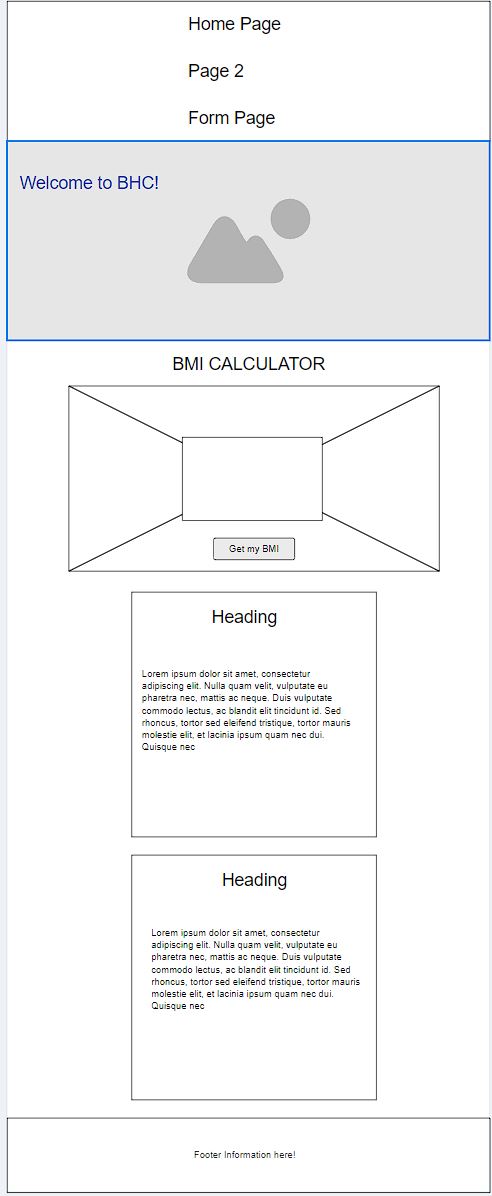 Home Page
Page 2
Form Page
Welcome to BHC!
BMI CALCULATOR
Get my BMI
Heading
Lorem ipsum dolor sit amet, consectetur
adipiscing elit. Nulla quam velit, vulputate eu
pharetra nec, mattis ac neque. Duis vulputate
commodo lectus, ac blandit elit tincidunt id. Sed
rhoncus, tortor sed eleifend tristique, tortor mauris
molestie elit, et lacinia ipsum quam nec dui.
Quisque nec
Heading
Lorem ipsum dolor sit amet, consectetur
adipiscing elit. Nulla quam velit, vulputate eu
pharetra nec, mattis ac neque. Duis vulputate
commodo lectus, ac blandit elit tincidunt id. Sed
rhoncus, tortor sed eleifend tristique, tortor mauris
molestie elit, et lacinia ipsum quam nec dui.
Quisque nec
Footer Information here!